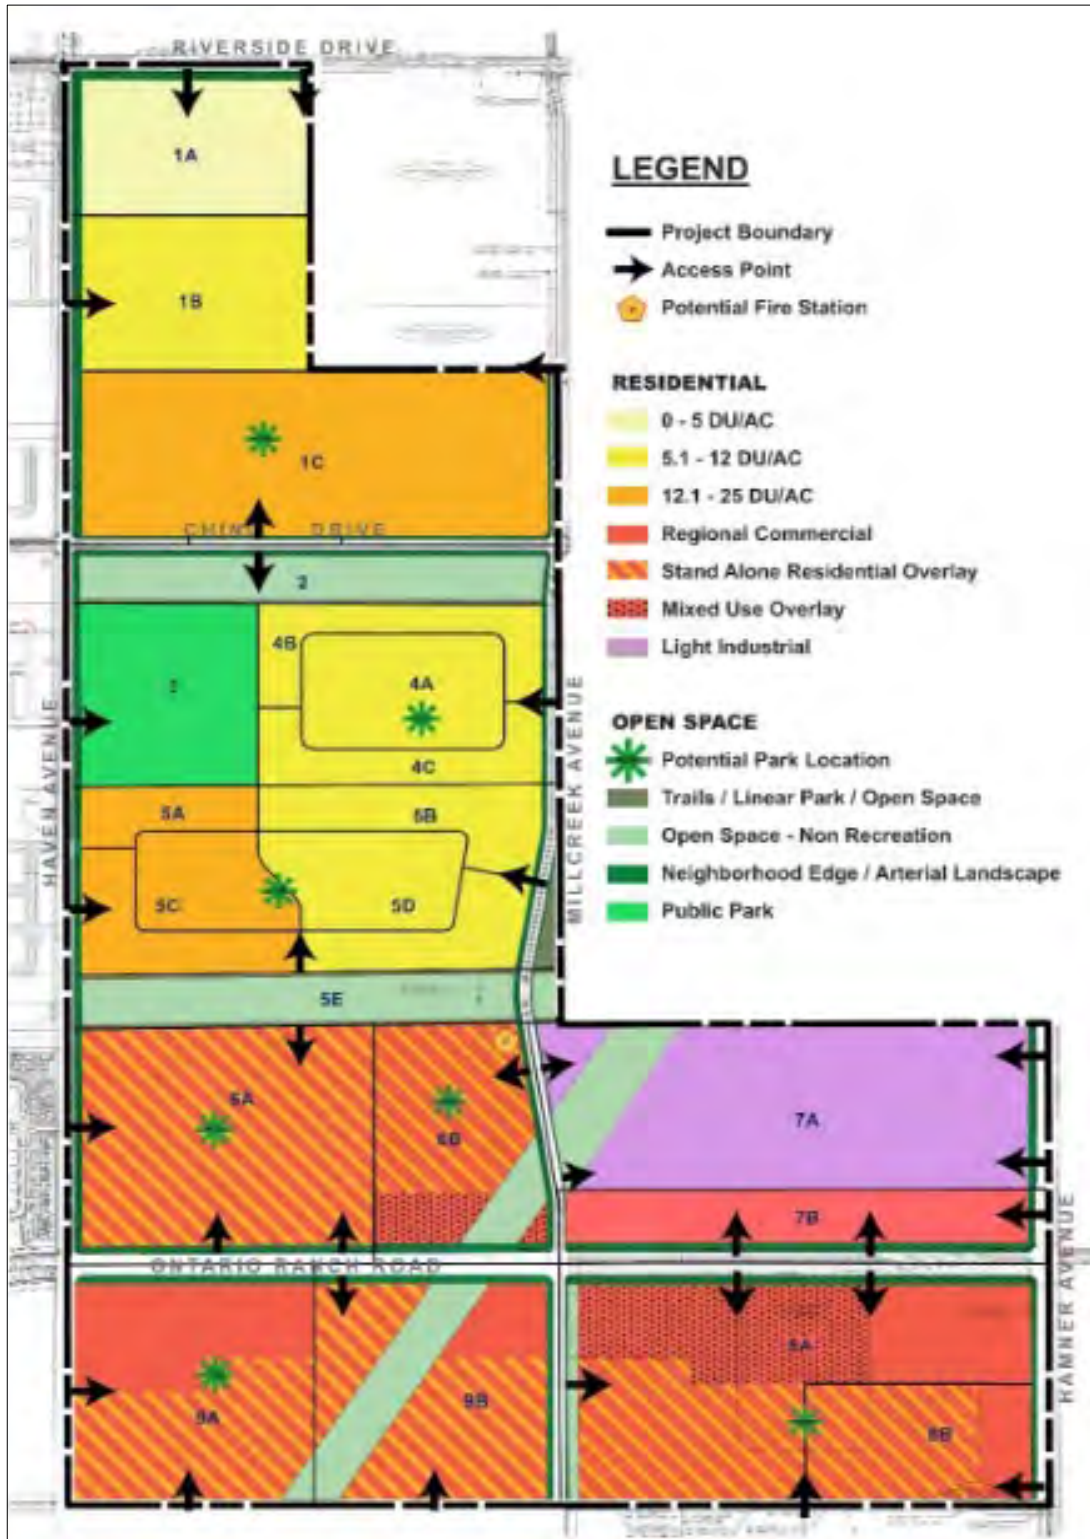 RIVERSIDE DRIVE
1A
LEGEND
Project Boundary
Access Point
1B
Potential Fire Station
RESIDENTIAL
0 - 5 DU/AC
5.1 - 12 DU/AC
1C
12.1 - 25 DU/AC
DRIVE
Regional Commercial
Stand Alone Residential Overlay
2
Mixed Use Overlay
4B
Light Industrial
4A
HAVEN AVENUE
MILLCREEK AVENUE
OPEN SPACE
Potential Park Location
4C
Trails / Linear Park / Open Space
5A
5B
Open Space - Non Recreation
Neighborhood Edge / Arterial Landscape
5C
5D
Public Park
5E
6A
6B
7A
7B
ONTARIO RANCH ROAD
HAMNER AVENUE
8A
9A
9B
8B